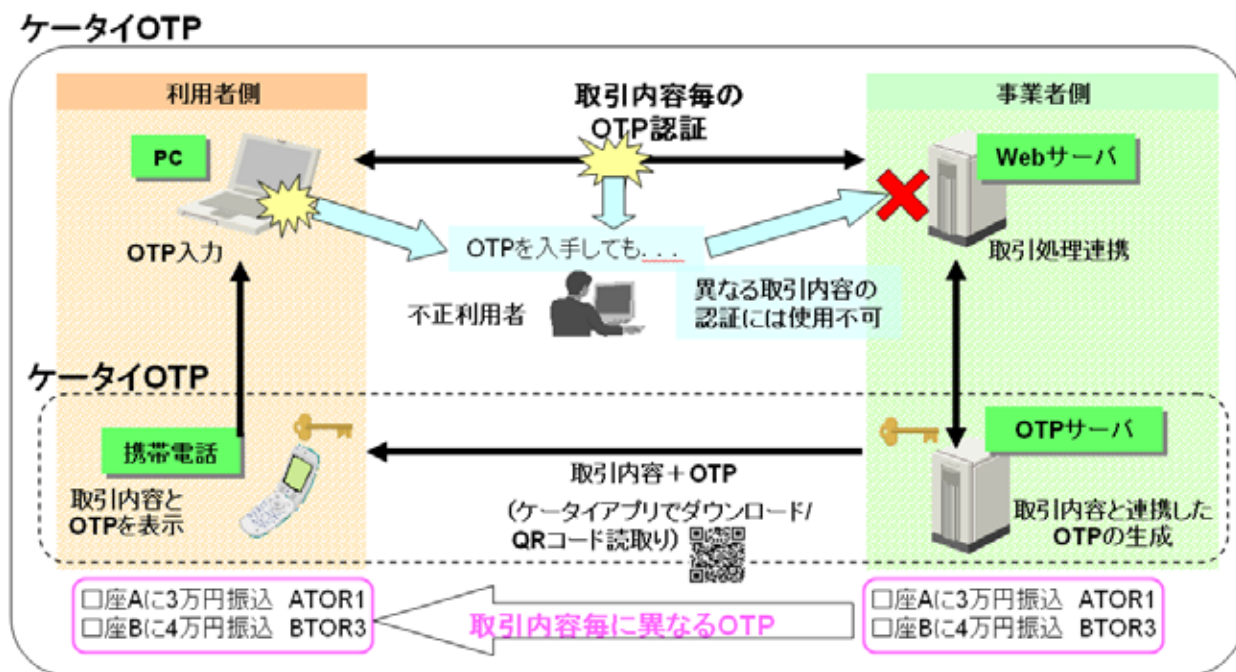 ケータイOTP
利用者側
取引内容毎の
OTP認証
事業者側
PC
Webサーバ
OTP入力
OTPを入手しても. . .
取引処理連携
不正利用者
異なる取引内容の
認証には使用不可
ケータイOTP
携帯電話
OTPサーバ
取引内容+OTP
取引内容と
OTPを表示
(ケータイアプリでダウンロード/
QRコード読取り)
取引内容と連携した
OTPの生成
口座Aに3万円振込 ATOR1
口座Bに4万円振込 BTOR3
取引内容毎に異なるOTP
口座Aに3万円振込 ATOR1
口座Bに4万円振込 BTOR3